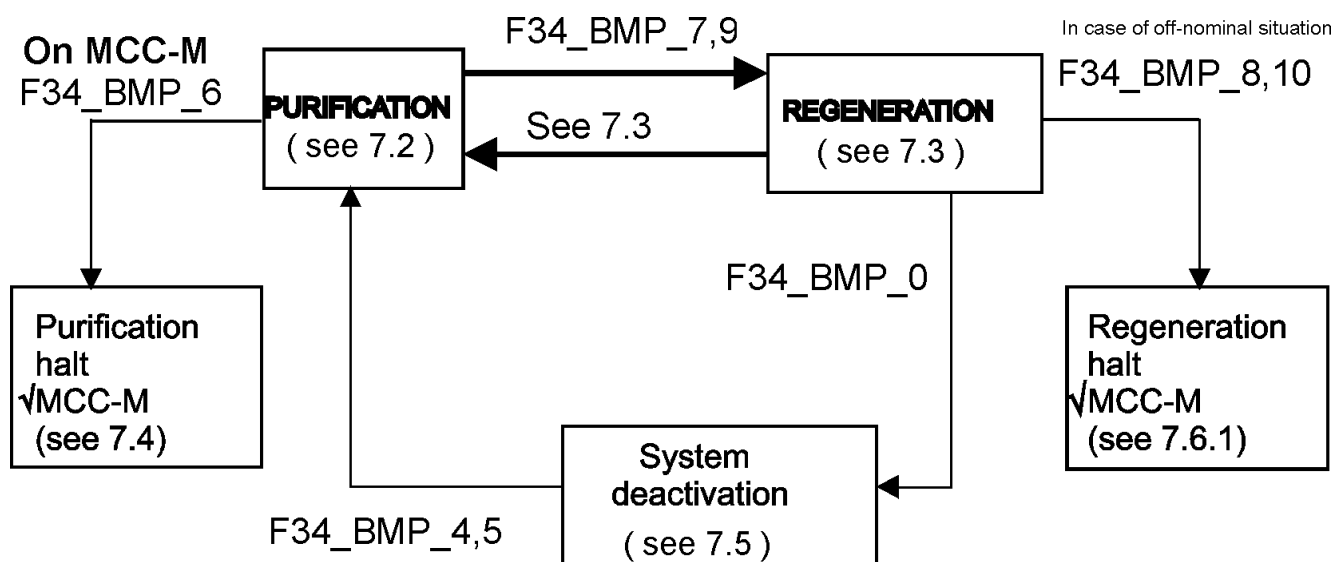 On MCC-M
F34_BMP_6
F34_BMP_7,9
In case of off-nominal situation
F34_BMP_8,10
PURIFICATION
( see 7.2 )
See 7.3
REGENERATION
( see 7.3 )
F34_BMP_0
Purification
halt
√MCC-M
(see 7.4)
Regeneration
halt
√MCC-M
(see 7.6.1)
System
deactivation
( see 7.5 )
F34_BMP_4,5